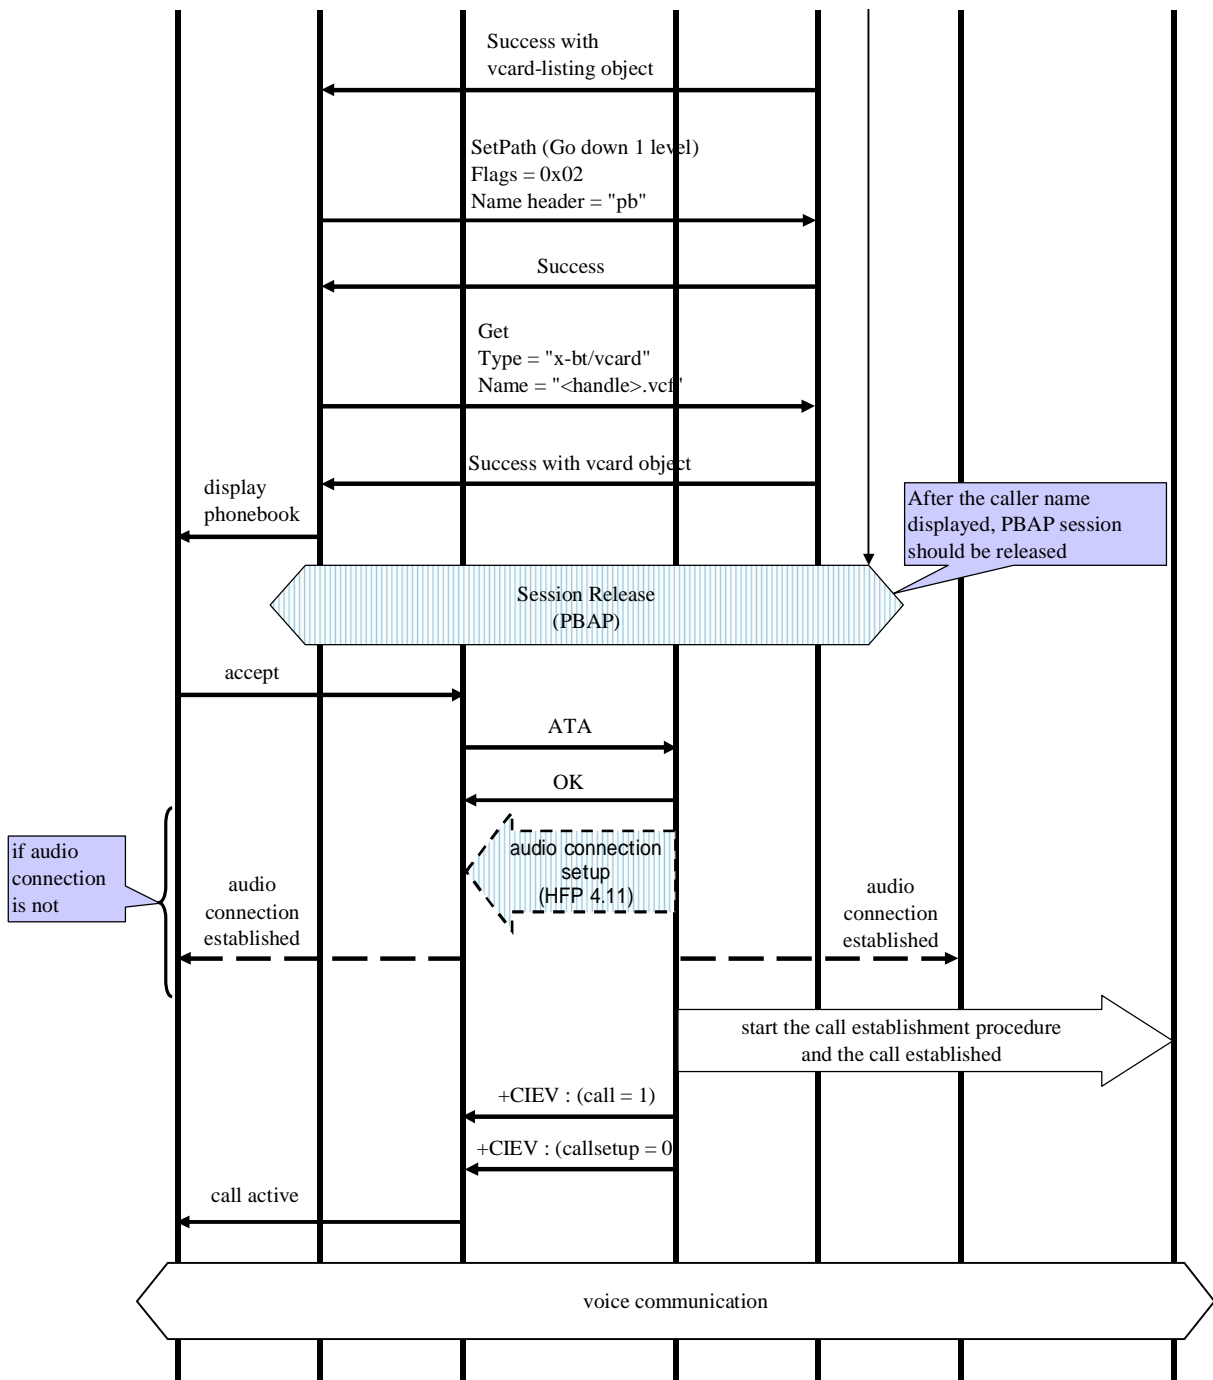 Success with
vcard-listing object
SetPath (Go down 1 level)
Flags = 0x02
Name header = "pb"
Success
Get
Type = "x-bt/vcard"
Name = "<handle>.vcf"
Success with vcard object
display
phonebook
After the caller name
displayed, PBAP session
should be released
Session Release
(PBAP)
accept
ATA
OK
if audio
connection
is not
audio connection
setup
(HFP 4.11)
audio
connection
established
audio
connection
established
start the call establishment procedure
and the call established
+CIEV : (call = 1)
+CIEV : (callsetup = 0
call active
voice communication